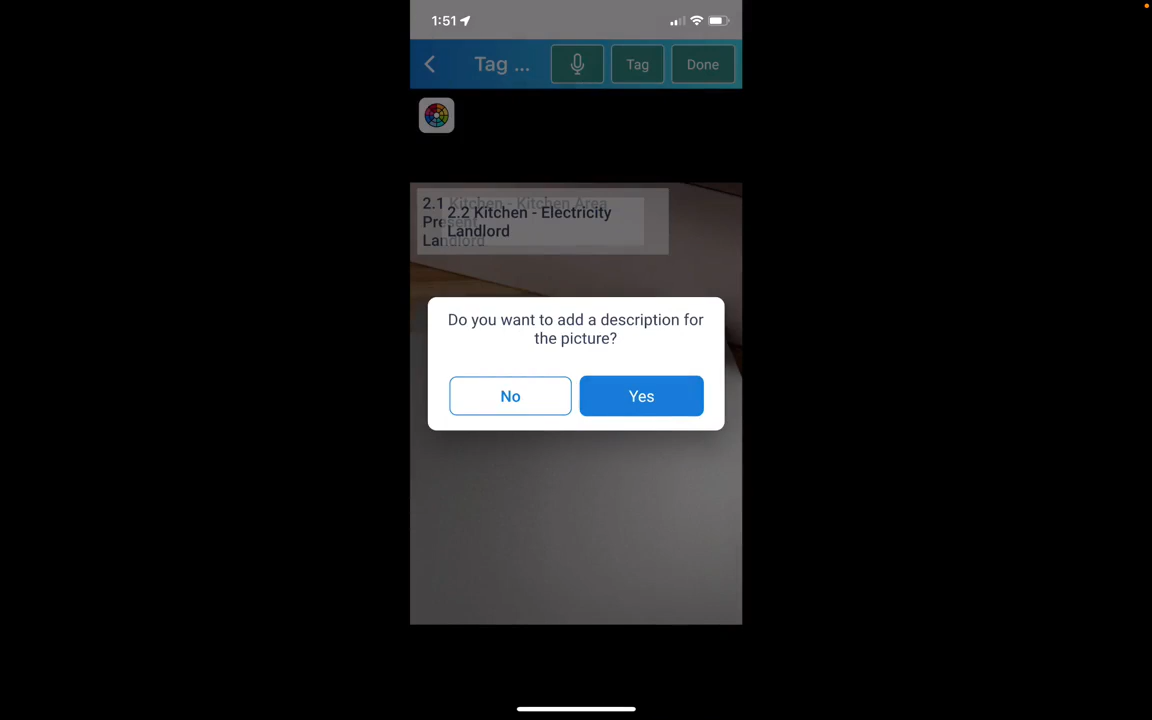 1:51
Tag ...
Tag
Done
2.1 Kitchen - Kitchen Area
Present
Landlord
2.2 Kitchen - Electricity
Landlord
Do you want to add a description for
the picture?
No
Yes